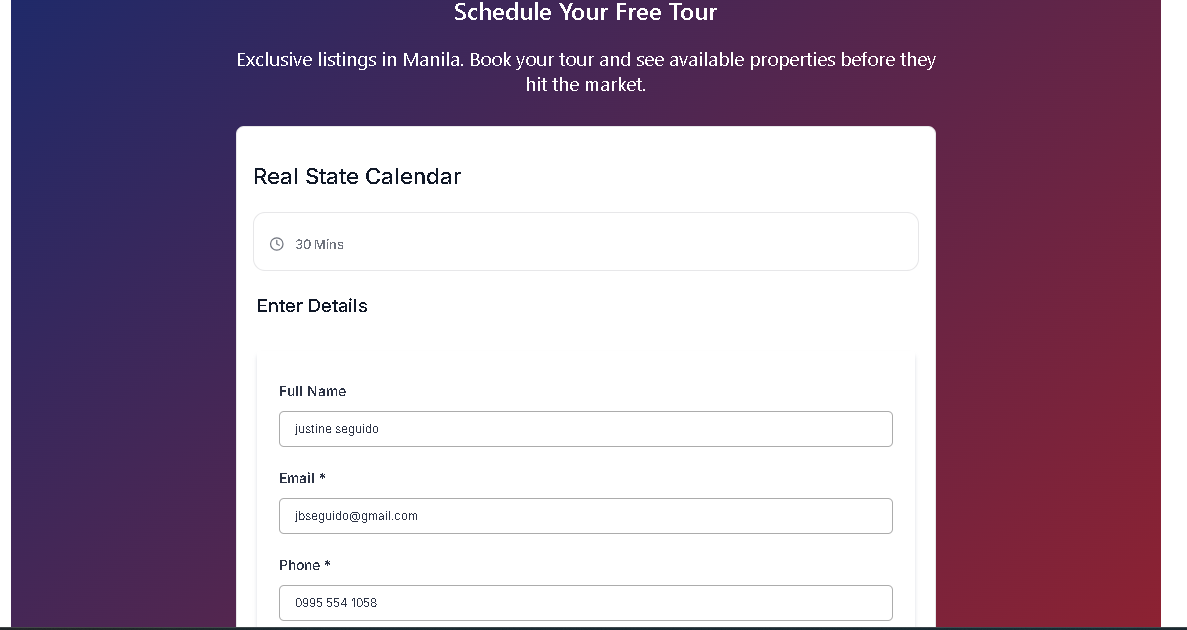 Schedule Your Free Tour
Exclusive listings in Manila. Book your tour and see available properties before they
hit the market.
Real State Calendar
30 Mins
Enter Details
Full Name
justine seguido
Email *
jbseguido@gmail.com
Phone *
0995 554 1058